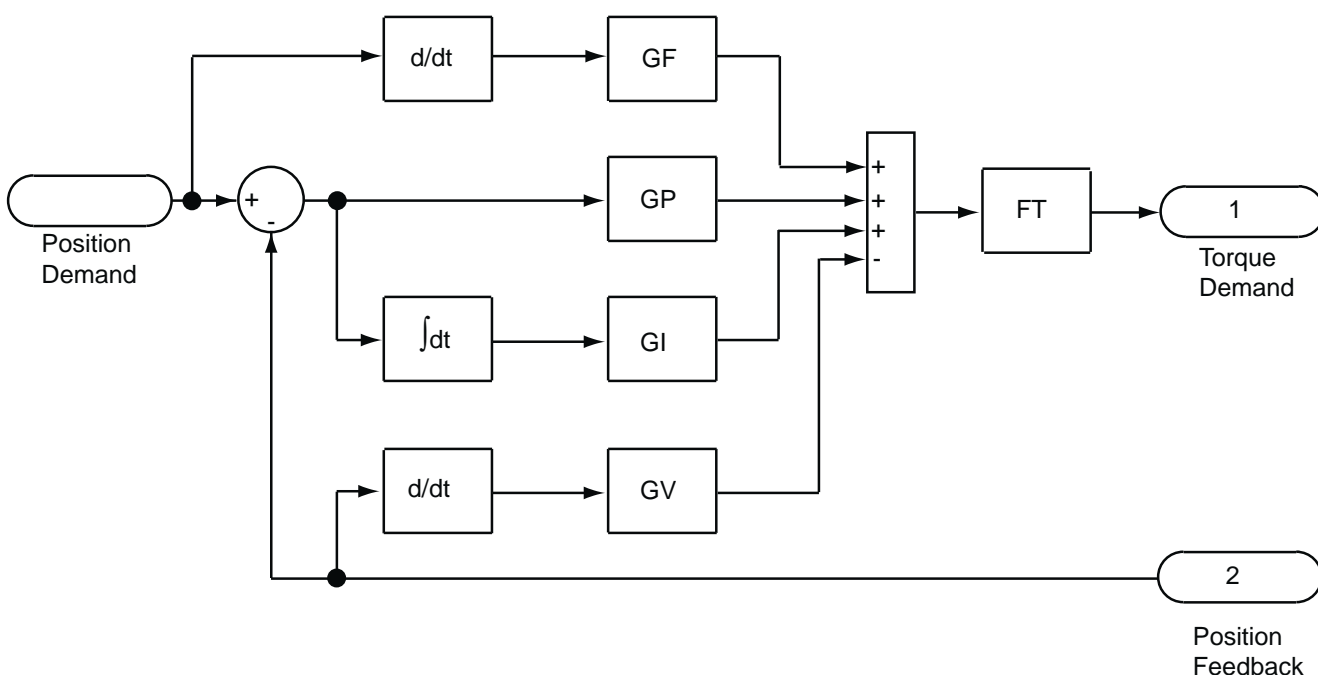 d/dt
GF
+
Position
Demand
+
-
GP
+
+
-
FT
1
Torque
Demand
∫dt
GI
d/dt
GV
2
Position
Feedback